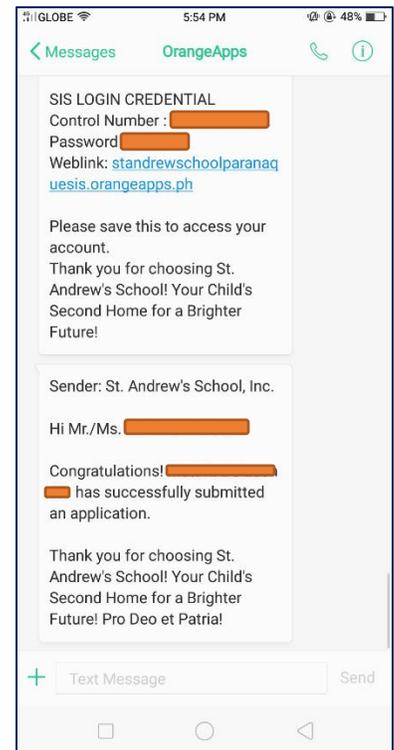 GLOBE 5:54 PM 48%
Messages OrangeApps
SIS LOGIN CREDENTIAL
Control Number :
Password
Weblink: standrewschoolparanaq
uesis.orangeapps.ph
Please save this to access your
account.
Thank you for choosing St.
Andrew's School! Your Child's
Second Home for a Brighter
Future!
Sender: St. Andrew's School, Inc.
Hi Mr./Ms.
Congratulations!
has successfully submitted
an application.
Thank you for choosing St.
Andrew's School! Your Child's
Second Home for a Brighter
Future! Pro Deo et Patria!
Text Message Send